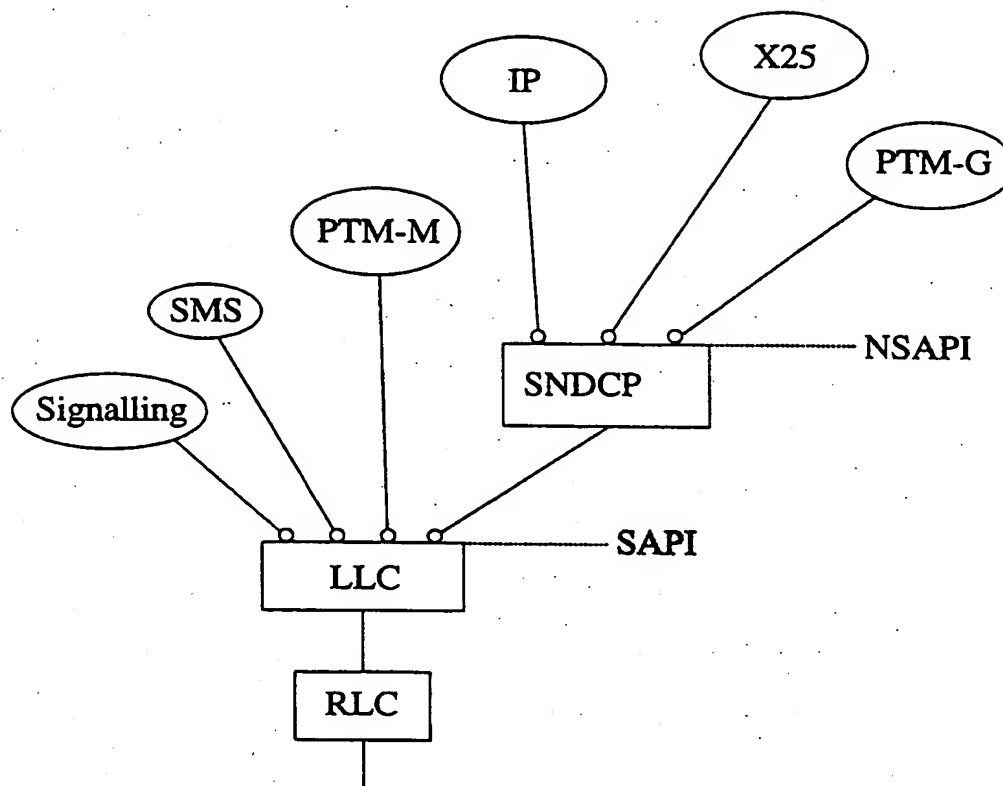 X25
IP
PTM-G
PTM-M
SMS
NSAPI
SNDCP
Signalling
SAPI
LLC
RLC